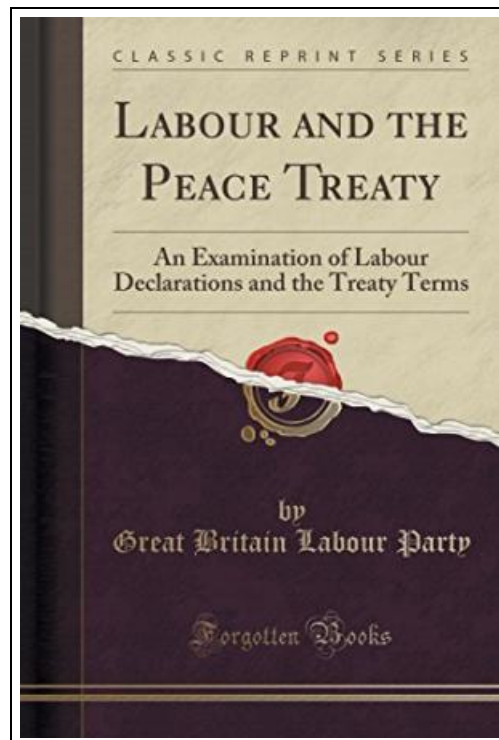 CLASSIC REPRINT SERIES
LABOUR AND THE
PEACE TREATY
An Examination of Labour
Declarations and the Treaty Terms
by
Great Britain Labour Party
Forgotten Books